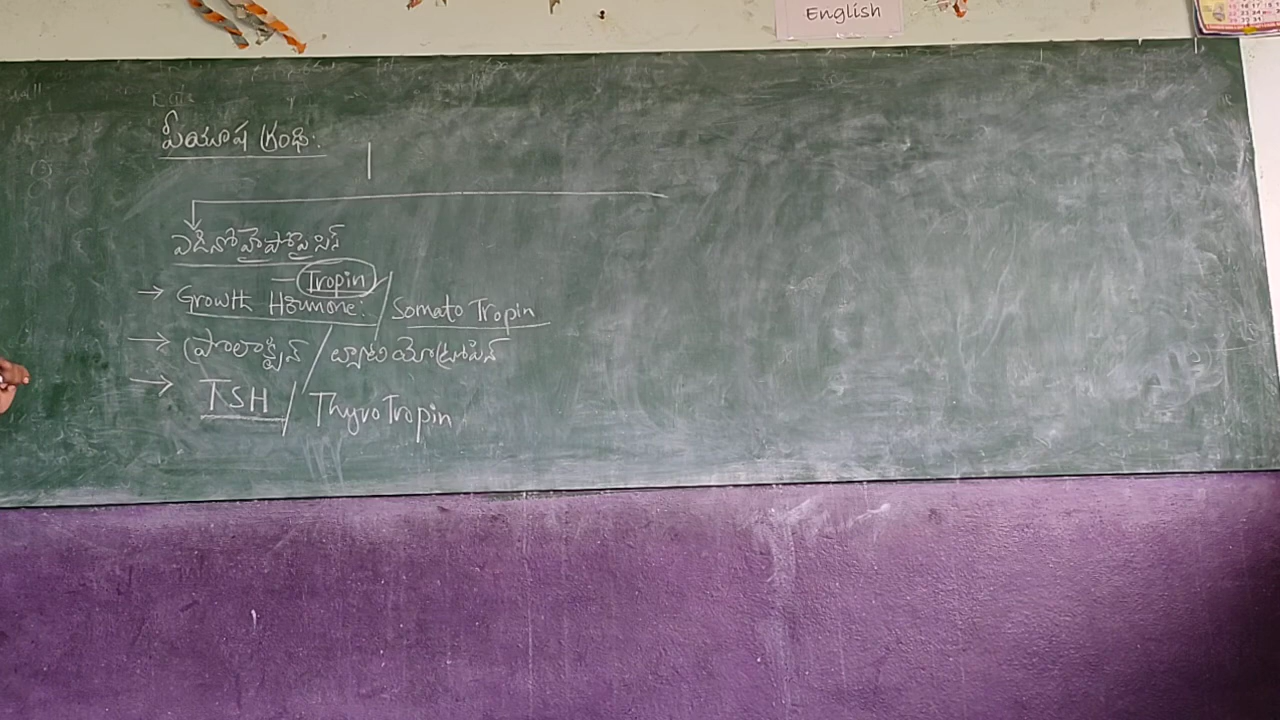 English
పీయూష గ్రంథి:
ఎడినోహైపోఫైసిస్
- Tropin
→ Growth Hormone. / Somato Tropin
→ ప్రోలాక్టిన్ / ల్యూటియోట్రోపిన్
→ TSH / Thyro Tropin